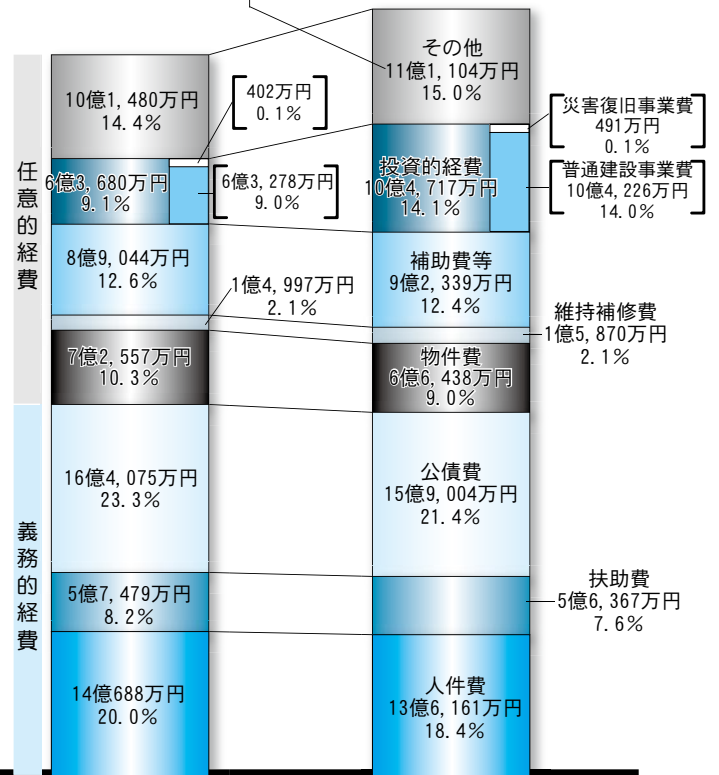 任意的経費
義務的経費
10億1,480万円
14.4%
402万円
0.1%
6億3,680万円
9.1%
6億3,278万円
9.0%
8億9,044万円
12.6%
1億4,997万円
2.1%
7億2,557万円
10.3%
16億4,075万円
23.3%
5億7,479万円
8.2%
14億688万円
20.0%
その他
11億1,104万円
15.0%
災害復旧事業費
491万円
0.1%
投資的経費
10億4,717万円
14.1%
普通建設事業費
10億4,226万円
14.0%
補助費等
9億2,339万円
12.4%
維持補修費
1億5,870万円
2.1%
物件費
6億6,438万円
9.0%
公債費
15億9,004万円
21.4%
扶助費
5億6,367万円
7.6%
人件費
13億6,161万円
18.4%